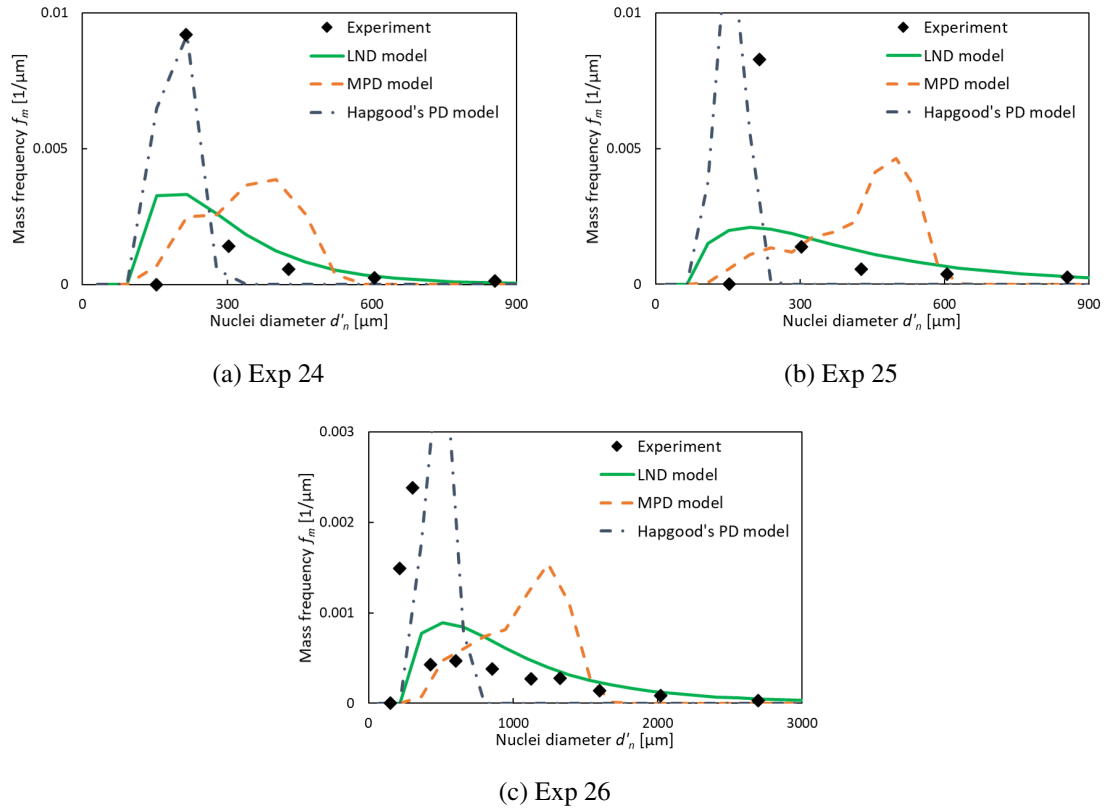 0.01
0.005
0
0
300
600
900
Mass frequency f_m [1/µm]
Nuclei diameter d'_n [µm]
Experiment
LND model
MPD model
Hapgood's PD model
(a) Exp 24
0.01
0.005
0
0
300
600
900
Mass frequency f_m [1/µm]
Nuclei diameter d'_n [µm]
Experiment
LND model
MPD model
Hapgood's PD model
(b) Exp 25
0.003
0.002
0.001
0
0
1000
2000
3000
Mass frequency f_m [1/µm]
Nuclei diameter d'_n [µm]
Experiment
LND model
MPD model
Hapgood's PD model
(c) Exp 26